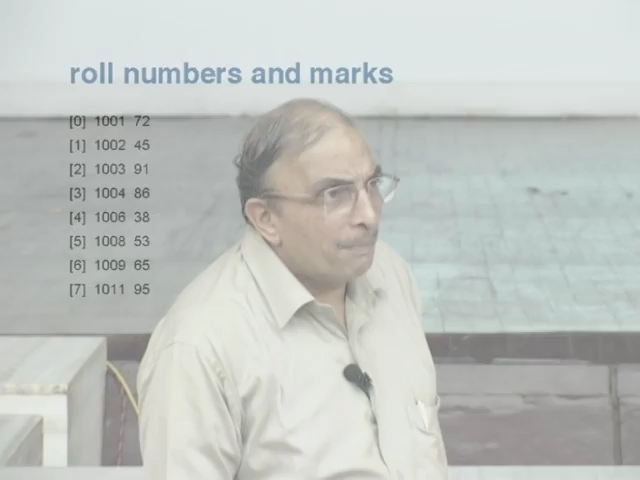 roll numbers and marks
[0] 1001 72
[1] 1002 45
[2] 1003 91
[3] 1004 86
[4] 1006 38
[5] 1008 53
[6] 1009 65
[7] 1011 95